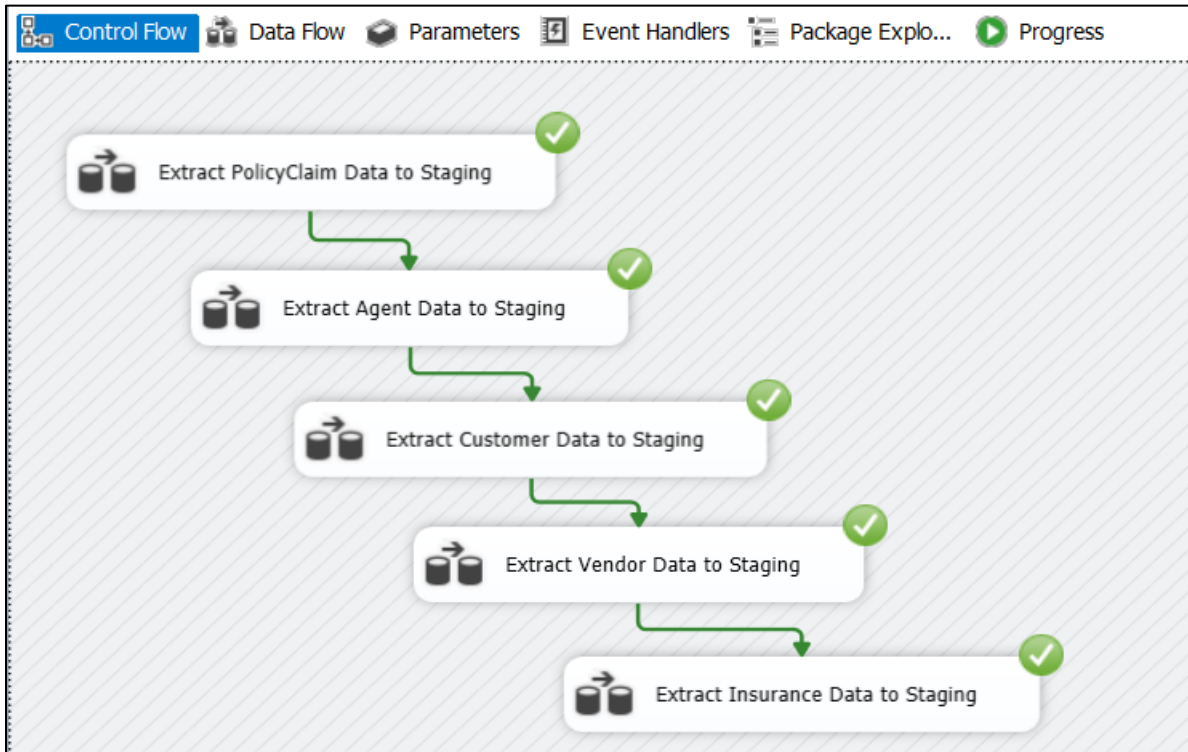 Control Flow Data Flow Parameters Event Handlers Package Explo... Progress
Extract PolicyClaim Data to Staging
Extract Agent Data to Staging
Extract Customer Data to Staging
Extract Vendor Data to Staging
Extract Insurance Data to Staging